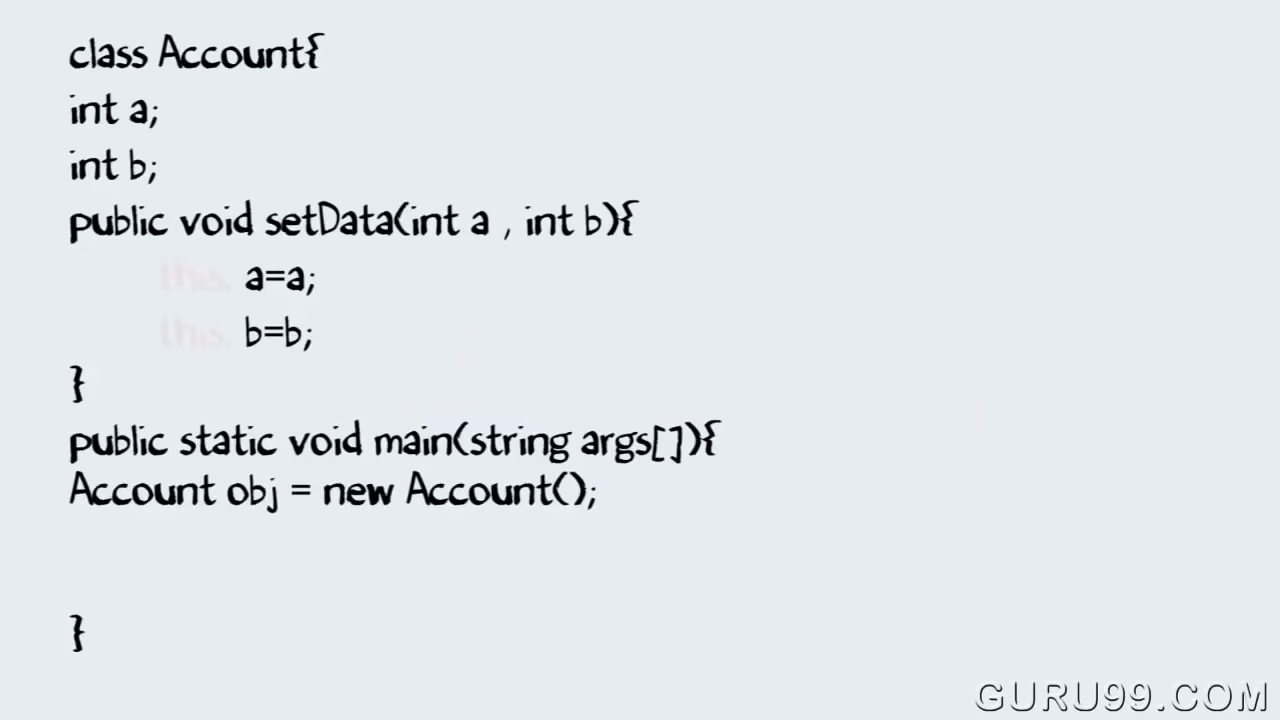 class Account{
int a;
int b;
public void setData(int a , int b){
this. a=a;
this. b=b;
}
public static void main(string args[]){
Account obj = new Account();
}
GURU99.COM